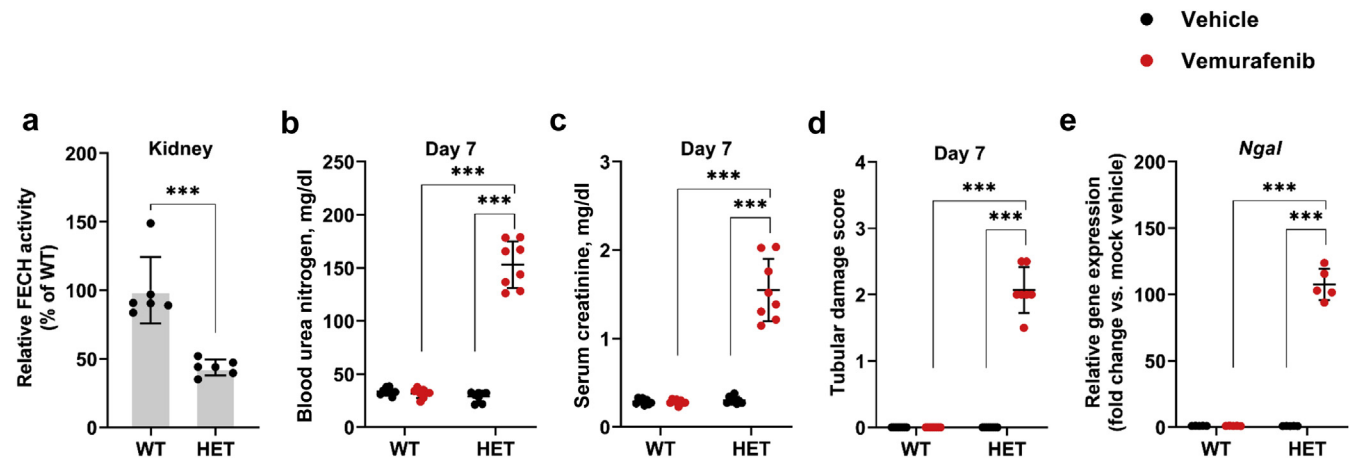 Vehicle
Vemurafenib
a
Kidney
Relative FECH activity
(% of WT)
200
150
100
50
0
***
WT
HET
b
Day 7
Blood urea nitrogen, mg/dl
250
200
150
100
50
0
***
***
WT
HET
c
Day 7
Serum creatinine, mg/dl
3
2
1
0
***
***
WT
HET
d
Day 7
Tubular damage score
4
3
2
1
0
***
***
WT
HET
e
Ngal
Relative gene expression
(fold change vs. mock vehicle)
200
150
100
50
0
***
***
WT
HET